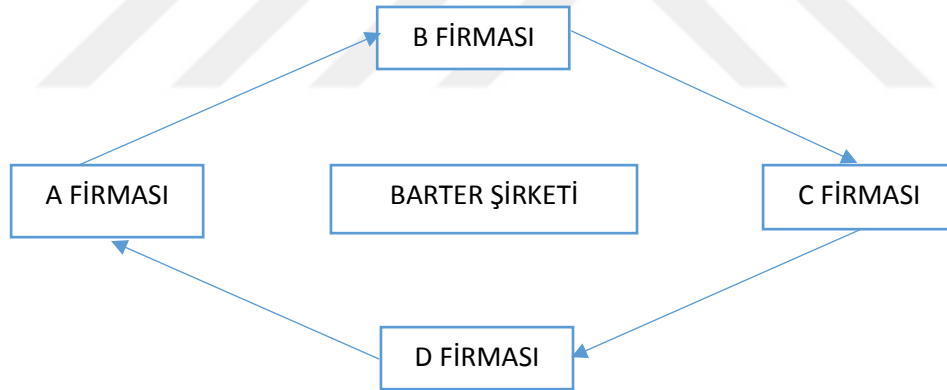 B FİRMASI
A FİRMASI
BARTER ŞİRKETİ
C FİRMASI
D FİRMASI